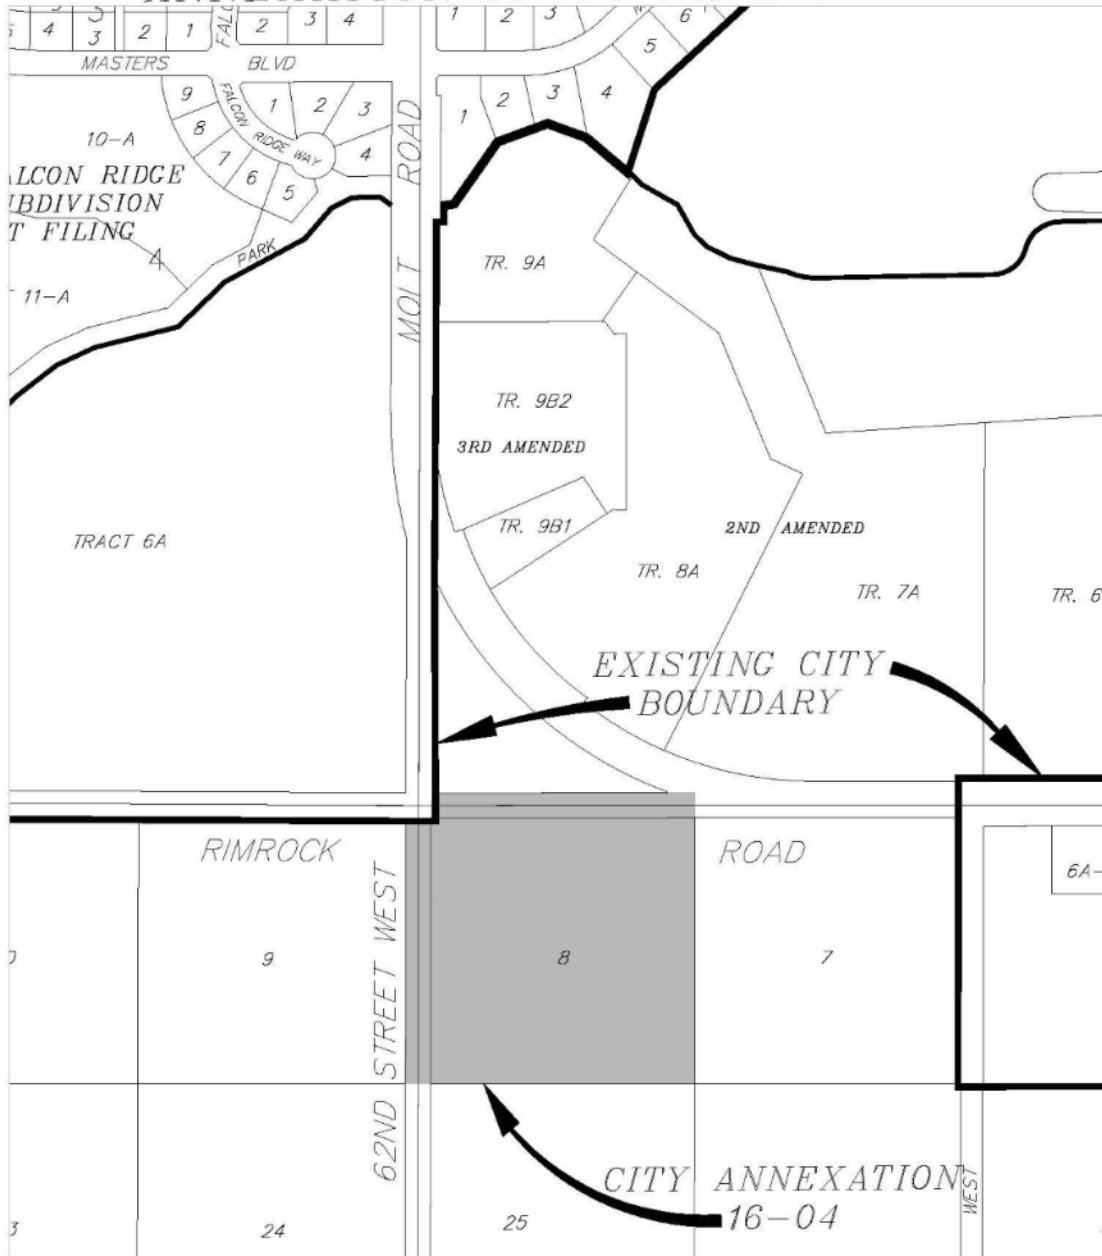 1 2 3
6
4 3 2 1
2 3 4
5
MASTERS BLVD
9 1 2 3
FALCON RIDGE WAY
8
7
6
5
4
1 2 3 4
10-A
ALCON RIDGE
UBDIVISION
T FILING
4
PARK
11-A
MOLT ROAD
TR. 9A
TR. 9B2
3RD AMENDED
TR. 9B1
2ND AMENDED
TRACT 6A
TR. 8A
TR. 7A
TR. 6
EXISTING CITY
BOUNDARY
RIMROCK ROAD
6A-
62ND STREET WEST
9
8
7
CITY ANNEXATION
16-04
WEST
24
25